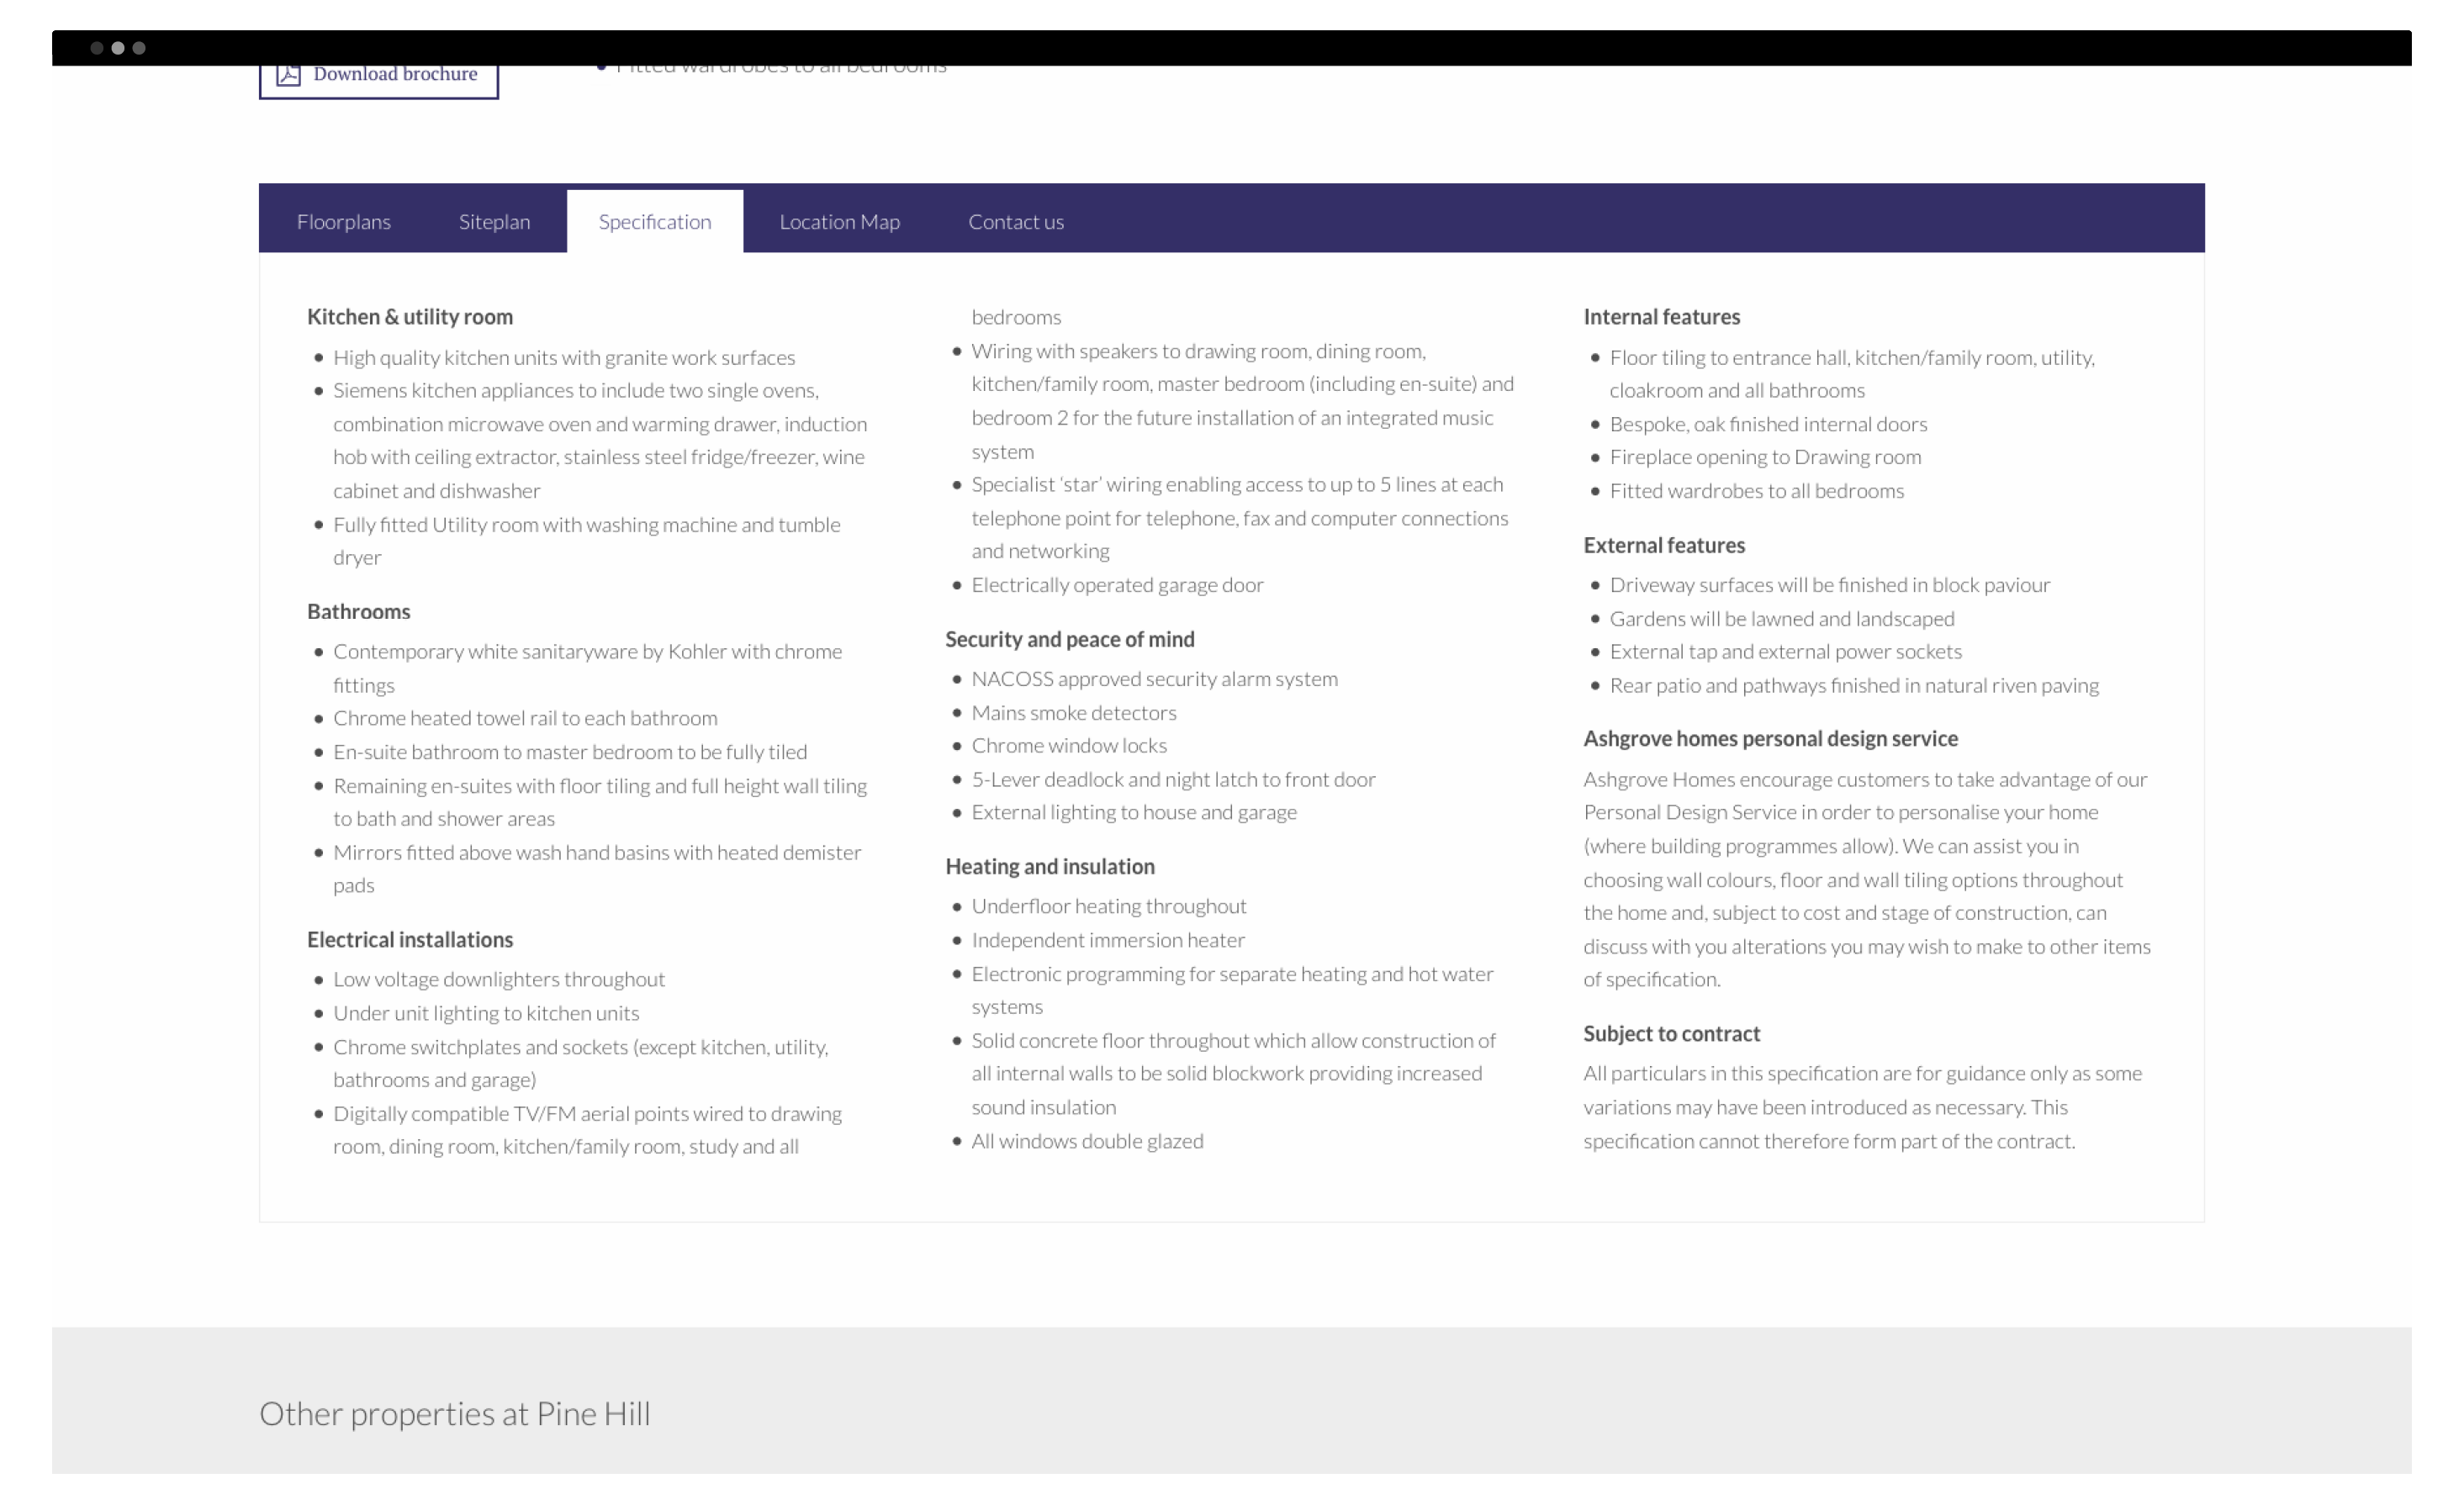 Download brochure
• Fitted wardrobes to all bedrooms
Floorplans
Siteplan
Specification
Location Map
Contact us
Kitchen & utility room
• High quality kitchen units with granite work surfaces
• Siemens kitchen appliances to include two single ovens,
combination microwave oven and warming drawer, induction
hob with ceiling extractor, stainless steel fridge/freezer, wine
cabinet and dishwasher
• Fully fitted Utility room with washing machine and tumble
dryer
Bathrooms
• Contemporary white sanitaryware by Kohler with chrome
fittings
• Chrome heated towel rail to each bathroom
• En-suite bathroom to master bedroom to be fully tiled
• Remaining en-suites with floor tiling and full height wall tiling
to bath and shower areas
• Mirrors fitted above wash hand basins with heated demister
pads
Electrical installations
• Low voltage downlighters throughout
• Under unit lighting to kitchen units
• Chrome switchplates and sockets (except kitchen, utility,
bathrooms and garage)
• Digitally compatible TV/FM aerial points wired to drawing
room, dining room, kitchen/family room, study and all
bedrooms
• Wiring with speakers to drawing room, dining room,
kitchen/family room, master bedroom (including en-suite) and
bedroom 2 for the future installation of an integrated music
system
• Specialist ‘star’ wiring enabling access to up to 5 lines at each
telephone point for telephone, fax and computer connections
and networking
• Electrically operated garage door
Security and peace of mind
• NACOSS approved security alarm system
• Mains smoke detectors
• Chrome window locks
• 5-Lever deadlock and night latch to front door
• External lighting to house and garage
Heating and insulation
• Underfloor heating throughout
• Independent immersion heater
• Electronic programming for separate heating and hot water
systems
• Solid concrete floor throughout which allow construction of
all internal walls to be solid blockwork providing increased
sound insulation
• All windows double glazed
Internal features
• Floor tiling to entrance hall, kitchen/family room, utility,
cloakroom and all bathrooms
• Bespoke, oak finished internal doors
• Fireplace opening to Drawing room
• Fitted wardrobes to all bedrooms
External features
• Driveway surfaces will be finished in block paviour
• Gardens will be lawned and landscaped
• External tap and external power sockets
• Rear patio and pathways finished in natural riven paving
Ashgrove homes personal design service
Ashgrove Homes encourage customers to take advantage of our
Personal Design Service in order to personalise your home
(where building programmes allow). We can assist you in
choosing wall colours, floor and wall tiling options throughout
the home and, subject to cost and stage of construction, can
discuss with you alterations you may wish to make to other items
of specification.
Subject to contract
All particulars in this specification are for guidance only as some
variations may have been introduced as necessary. This
specification cannot therefore form part of the contract.
Other properties at Pine Hill